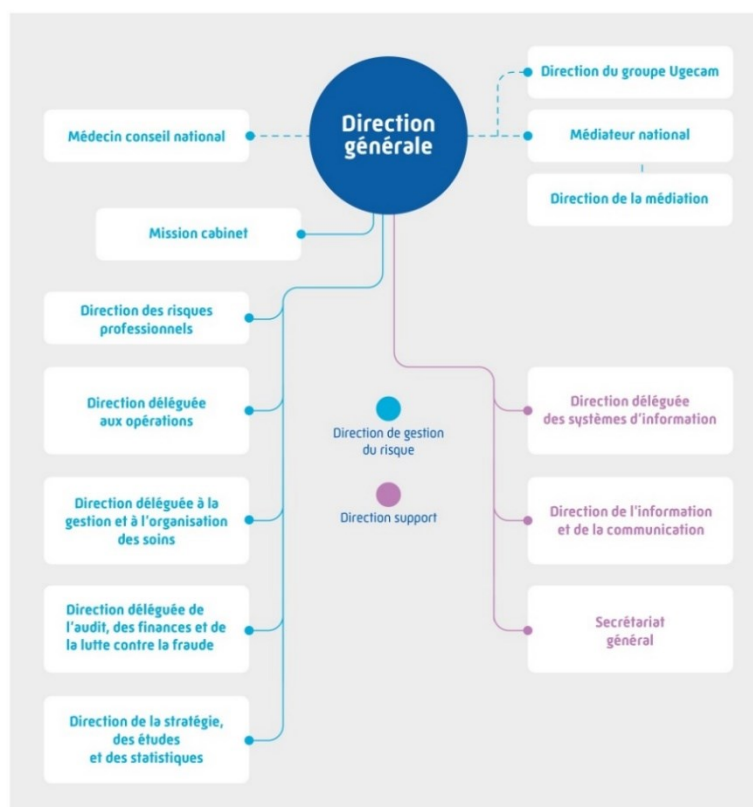 Direction
générale
Direction du groupe Ugecam
Médecin conseil national
Médiateur national
Direction de la médiation
Mission cabinet
Direction des risques
professionnels
Direction déléguée
aux opérations
Direction déléguée à la
gestion et à l'organisation
des soins
Direction déléguée de
l'audit, des finances et de
la lutte contre la fraude
Direction de la stratégie,
des études
et des statistiques
Direction de gestion
du risque
Direction support
Direction déléguée
des systèmes d'information
Direction de l'information
et de la communication
Secrétariat
général